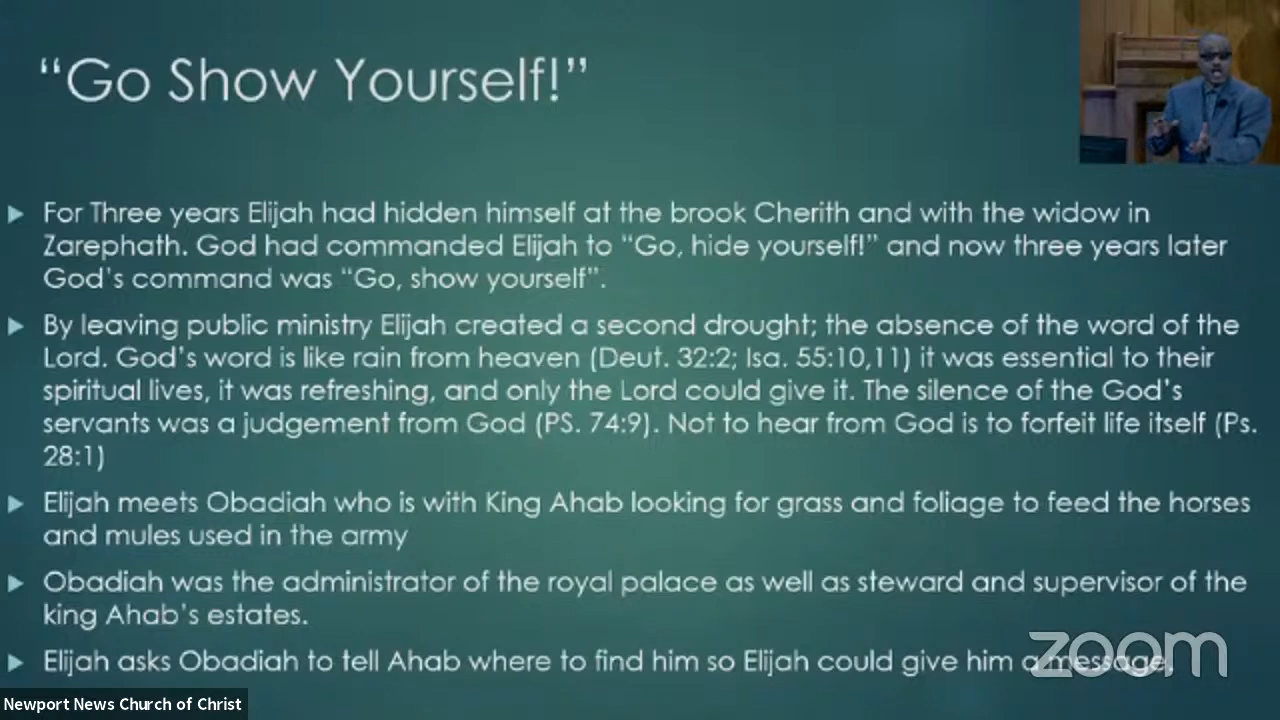 “Go Show Yourself!”
For Three years Elijah had hidden himself at the brook Cherith and with the widow in
Zarephath. God had commanded Elijah to “Go, hide yourself!” and now three years later
God’s command was “Go, show yourself”.
By leaving public ministry Elijah created a second drought; the absence of the word of the
Lord. God’s word is like rain from heaven (Deut. 32:2; Isa. 55:10,11) it was essential to their
spiritual lives, it was refreshing, and only the Lord could give it. The silence of the God’s
servants was a judgement from God (PS. 74:9). Not to hear from God is to forfeit life itself (Ps.
28:1)
Elijah meets Obadiah who is with King Ahab looking for grass and foliage to feed the horses
and mules used in the army
Obadiah was the administrator of the royal palace as well as steward and supervisor of the
king Ahab’s estates.
Elijah asks Obadiah to tell Ahab where to find him so Elijah could give him a message.
zoom
Newport News Church of Christ